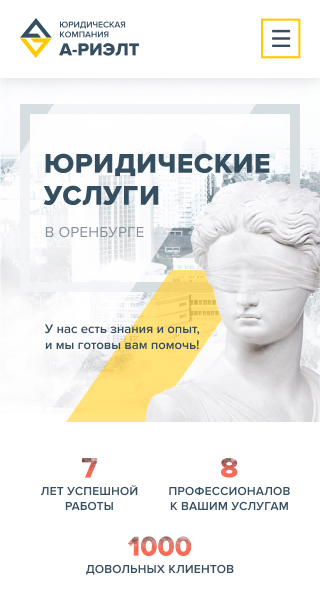 ЮРИДИЧЕСКАЯ
КОМПАНИЯ
А-РИЭЛТ
ЮРИДИЧЕСКИЕ
УСЛУГИ
В ОРЕНБУРГЕ
У нас есть знания и опыт,
и мы готовы вам помочь!
7
ЛЕТ УСПЕШНОЙ
РАБОТЫ
8
ПРОФЕССИОНАЛОВ
К ВАШИМ УСЛУГАМ
1000
ДОВОЛЬНЫХ КЛИЕНТОВ